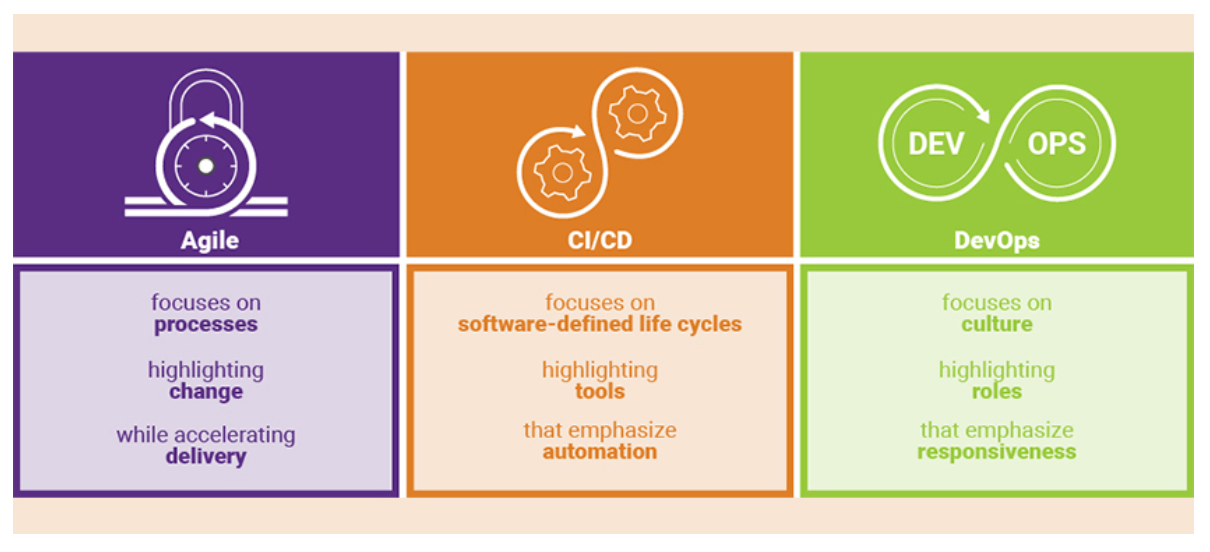 Agile
focuses on
processes
highlighting
change
while accelerating
delivery
CI/CD
focuses on
software-defined life cycles
highlighting
tools
that emphasize
automation
DEV OPS
DevOps
focuses on
culture
highlighting
roles
that emphasize
responsiveness